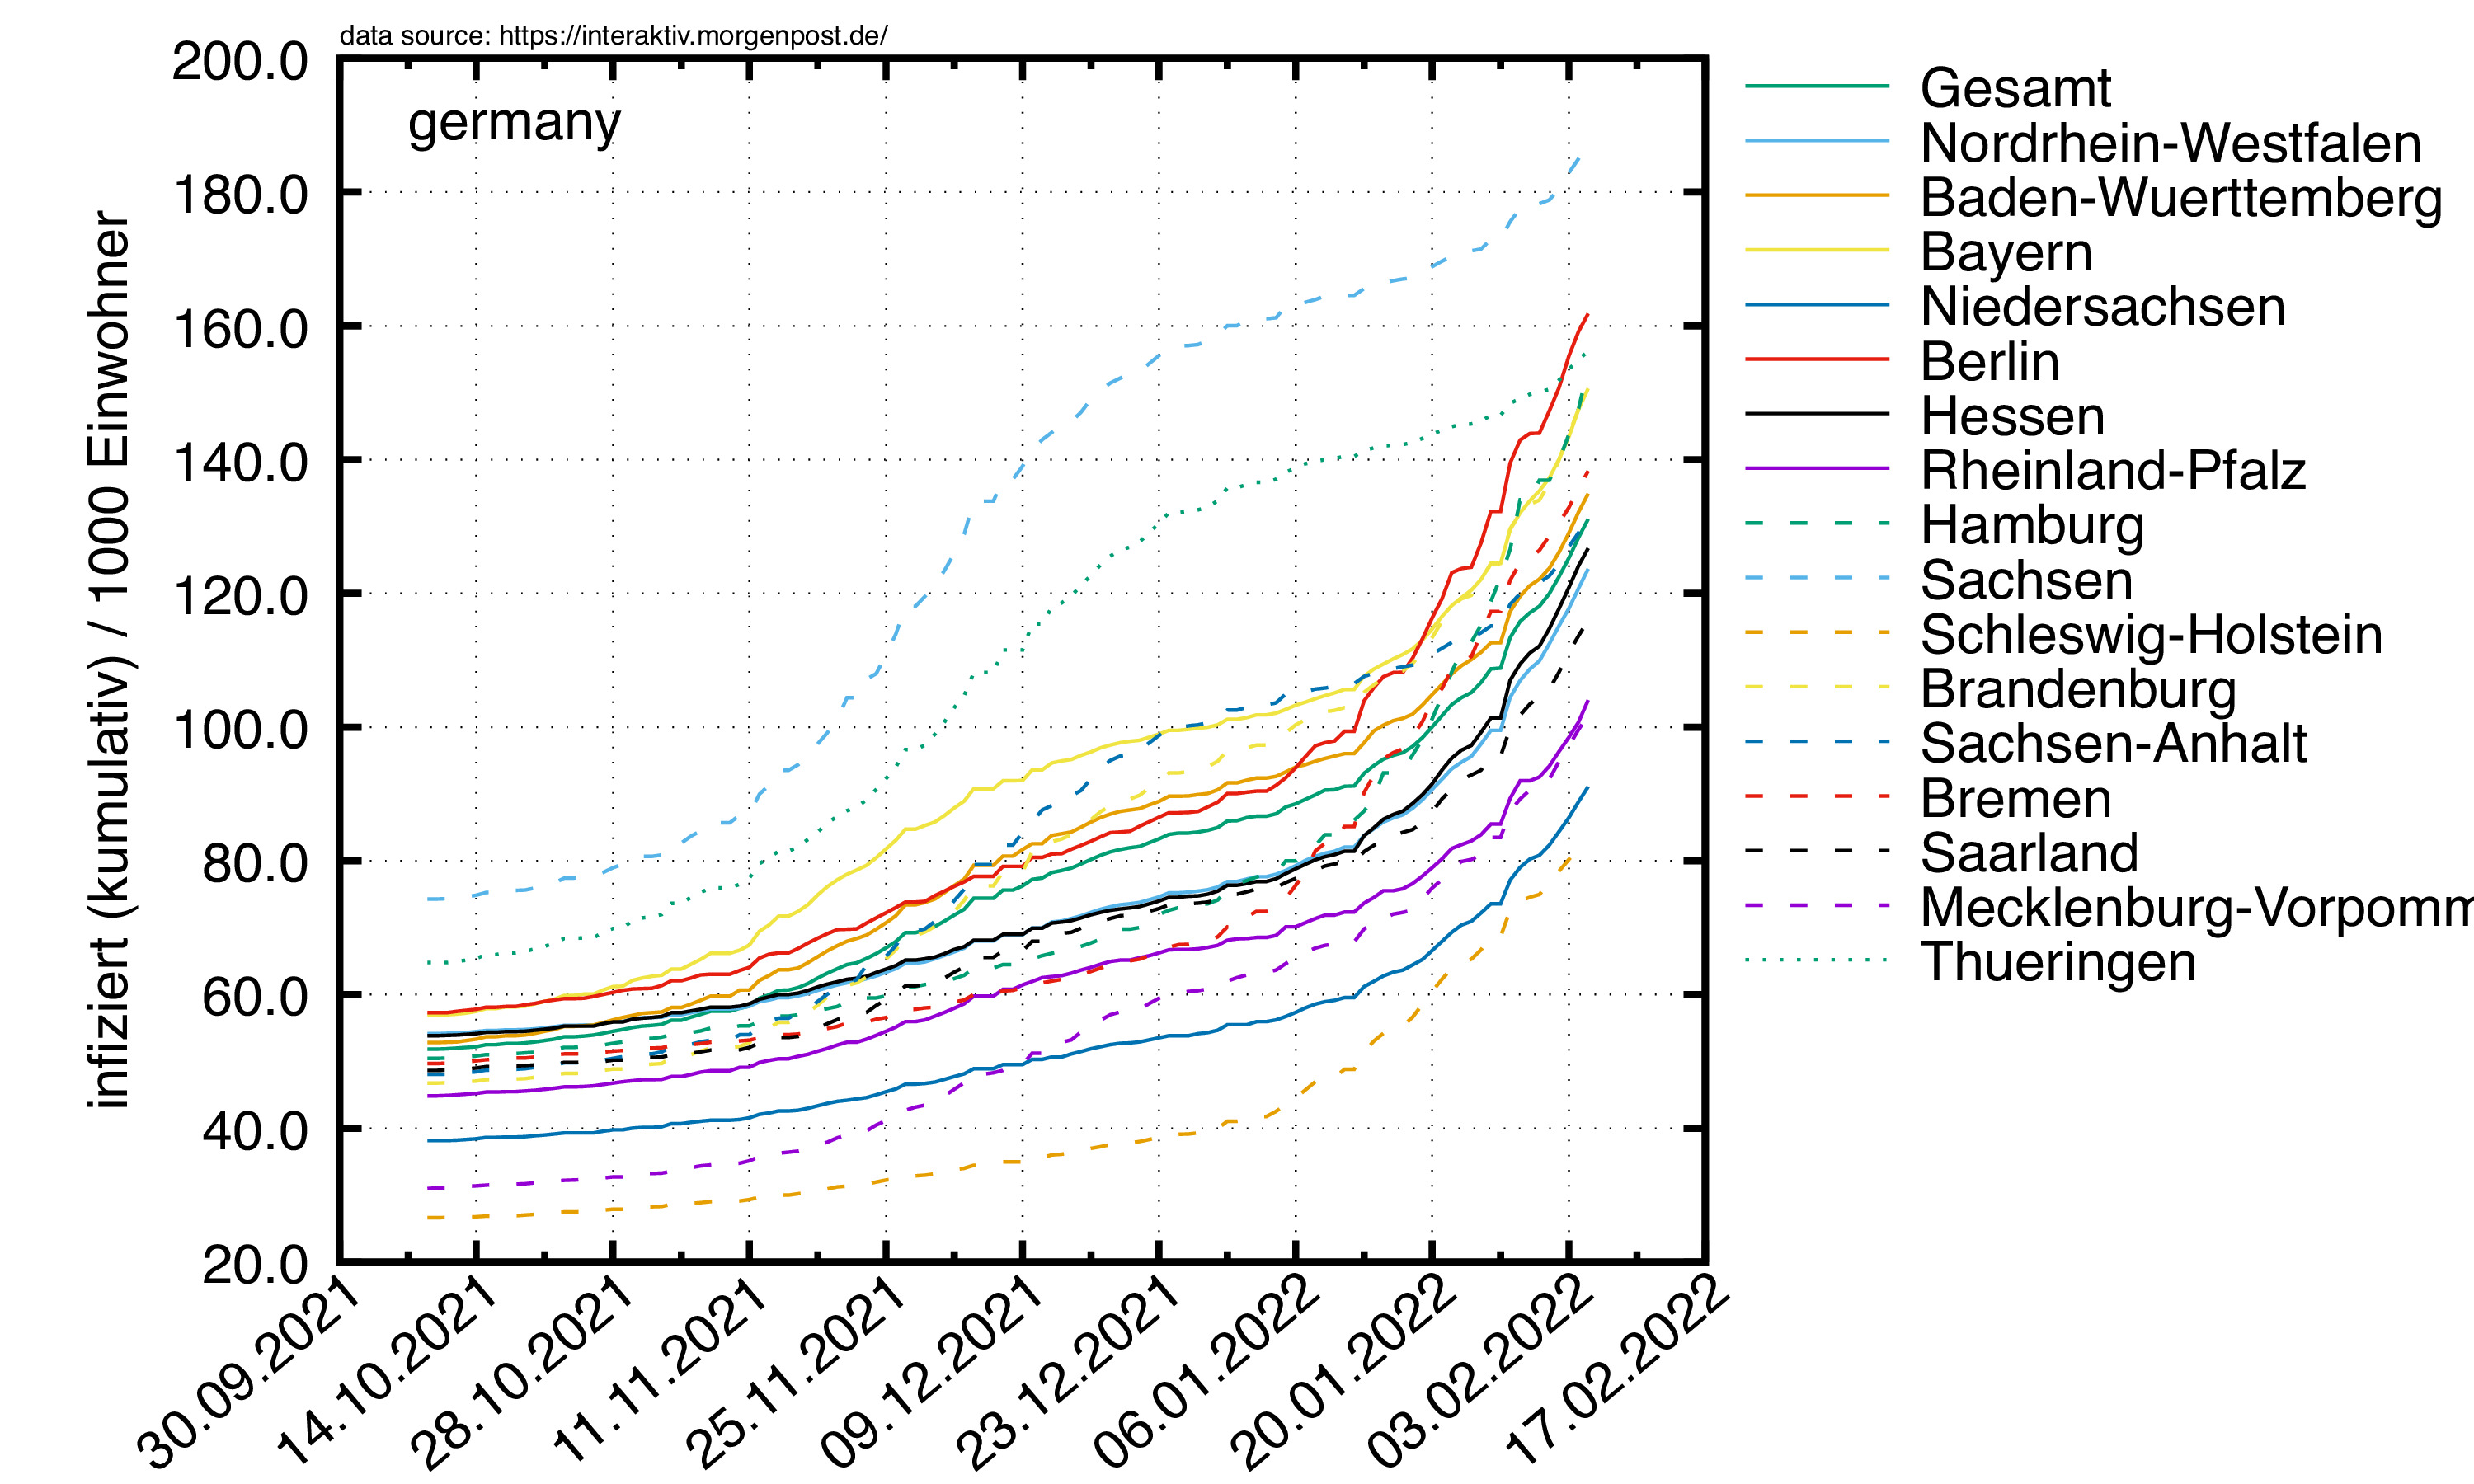 data source: https://interaktiv.morgenpost.de/
germany
infiziert (kumulativ) / 1000 Einwohner
200.0
180.0
160.0
140.0
120.0
100.0
80.0
60.0
40.0
20.0
30.09.2021
14.10.2021
28.10.2021
11.11.2021
25.11.2021
09.12.2021
23.12.2021
06.01.2022
20.01.2022
03.02.2022
17.02.2022
Gesamt
Nordrhein-Westfalen
Baden-Wuerttemberg
Bayern
Niedersachsen
Berlin
Hessen
Rheinland-Pfalz
Hamburg
Sachsen
Schleswig-Holstein
Brandenburg
Sachsen-Anhalt
Bremen
Saarland
Mecklenburg-Vorpomm
Thueringen